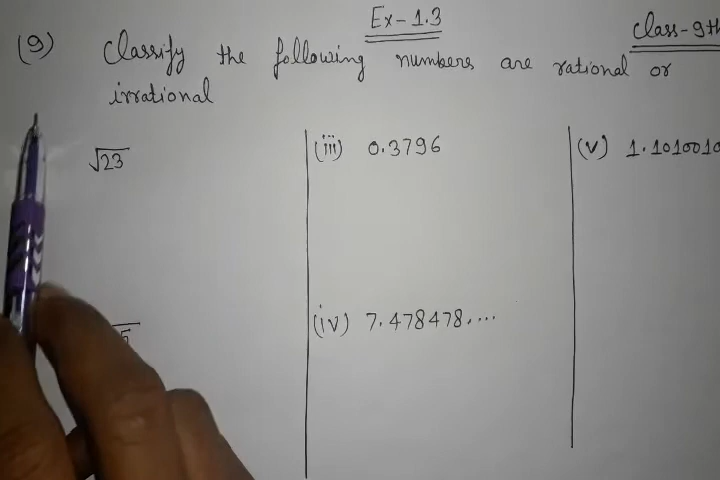 Ex-1.3
Class-9th
(9) Classify the following numbers are rational or
irrational
√23
(iii) 0.3796
(v) 1.1010010
(iv) 7.478478....